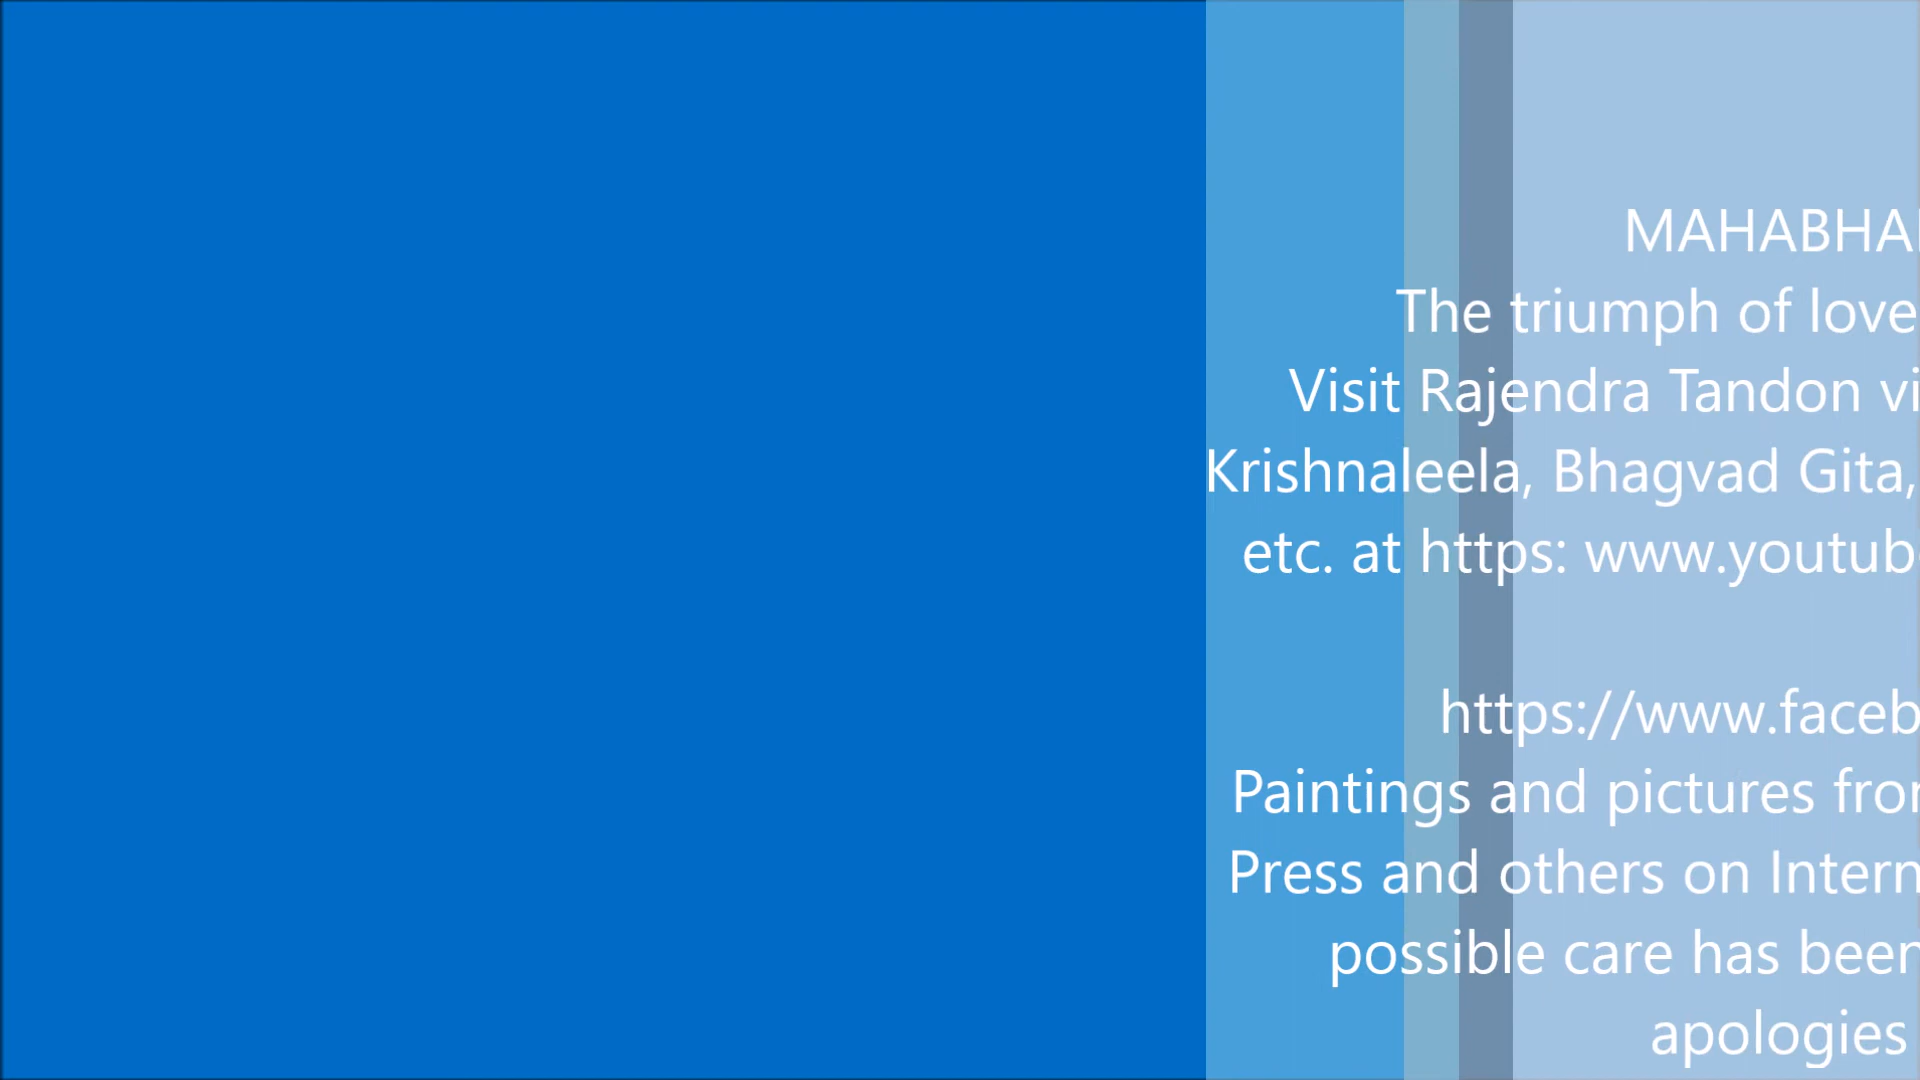 MAHABHA
The triumph of love
Visit Rajendra Tandon vi
Krishnaleela, Bhagvad Gita,
etc. at https: www.youtub
https://www.faceb
Paintings and pictures fro
Press and others on Intern
possible care has been
apologies